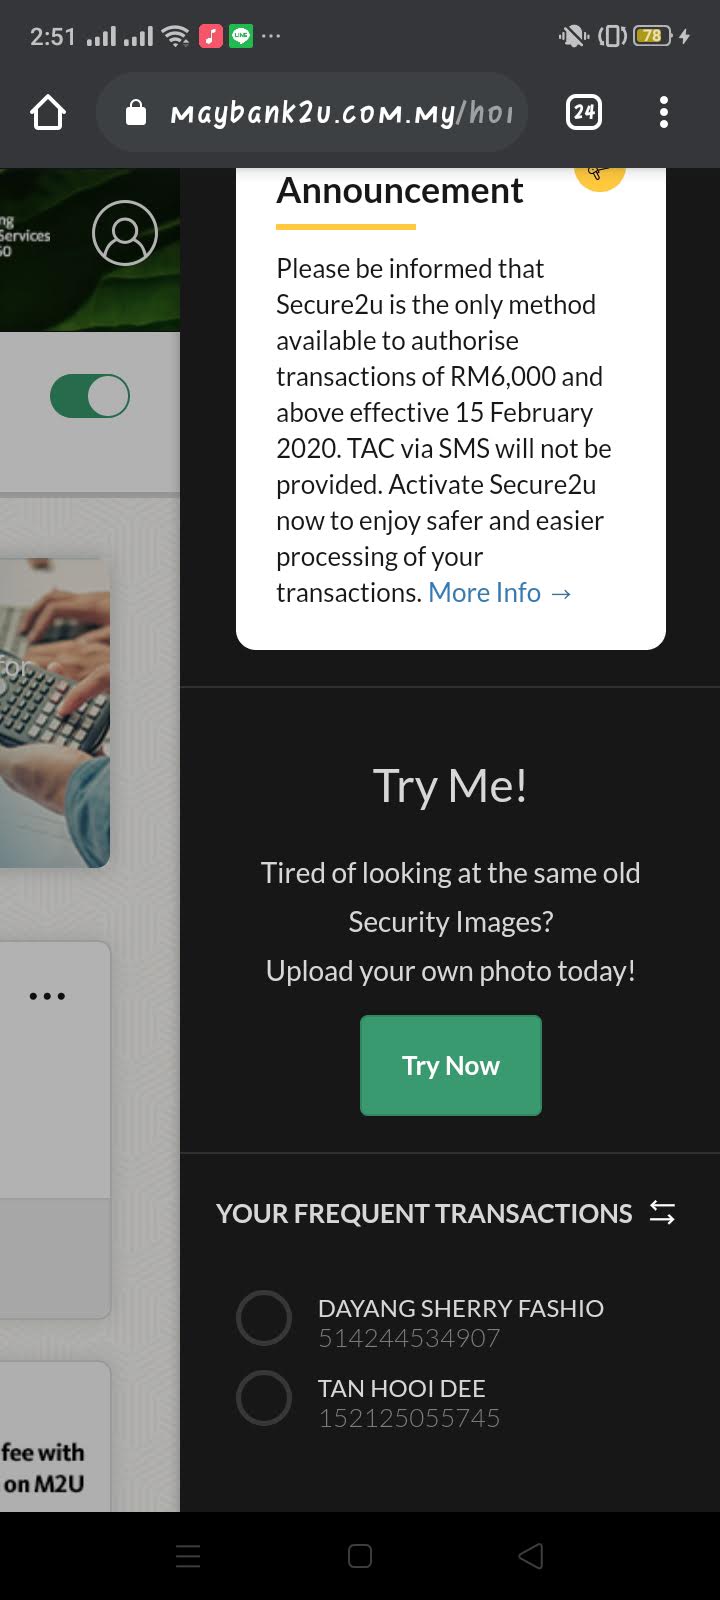 2:51
LINE
78
maybank2u.com.my/ho
24
ng
Services
Announcement
Please be informed that
Secure2u is the only method
available to authorise
transactions of RM6,000 and
above effective 15 February
2020. TAC via SMS will not be
provided. Activate Secure2u
now to enjoy safer and easier
processing of your
transactions. More Info →
for
Try Me!
Tired of looking at the same old
Security Images?
Upload your own photo today!
Try Now
YOUR FREQUENT TRANSACTIONS
DAYANG SHERRY FASHIO
514244534907
TAN HOOI DEE
152125055745
fee with
on M2U